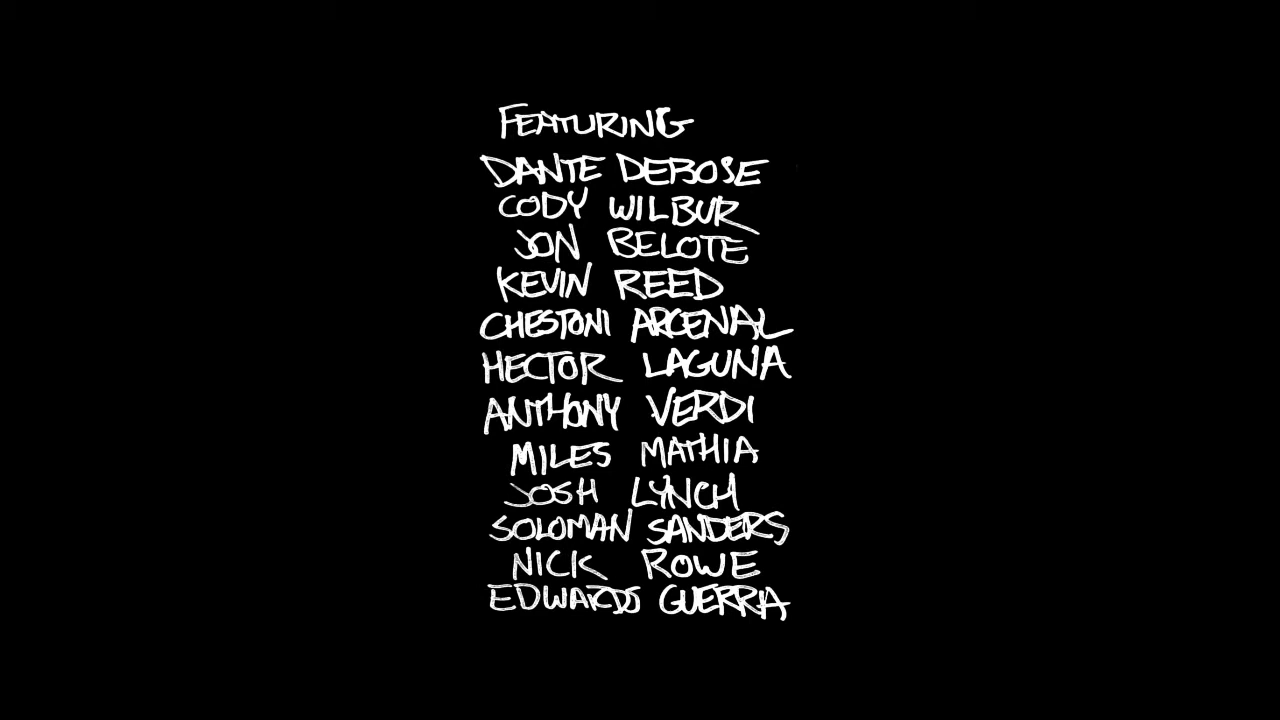 FEATURING
DANTE DEBOSE
CODY WILBUR
JON BELOTE
KEVIN REED
CHESTONI ARCENAL
HECTOR LAGUNA
ANTHONY VERDI
MILES MATHIA
JOSH LYNCH
SOLOMAN SANDERS
NICK ROWE
EDWARDS GUERRA